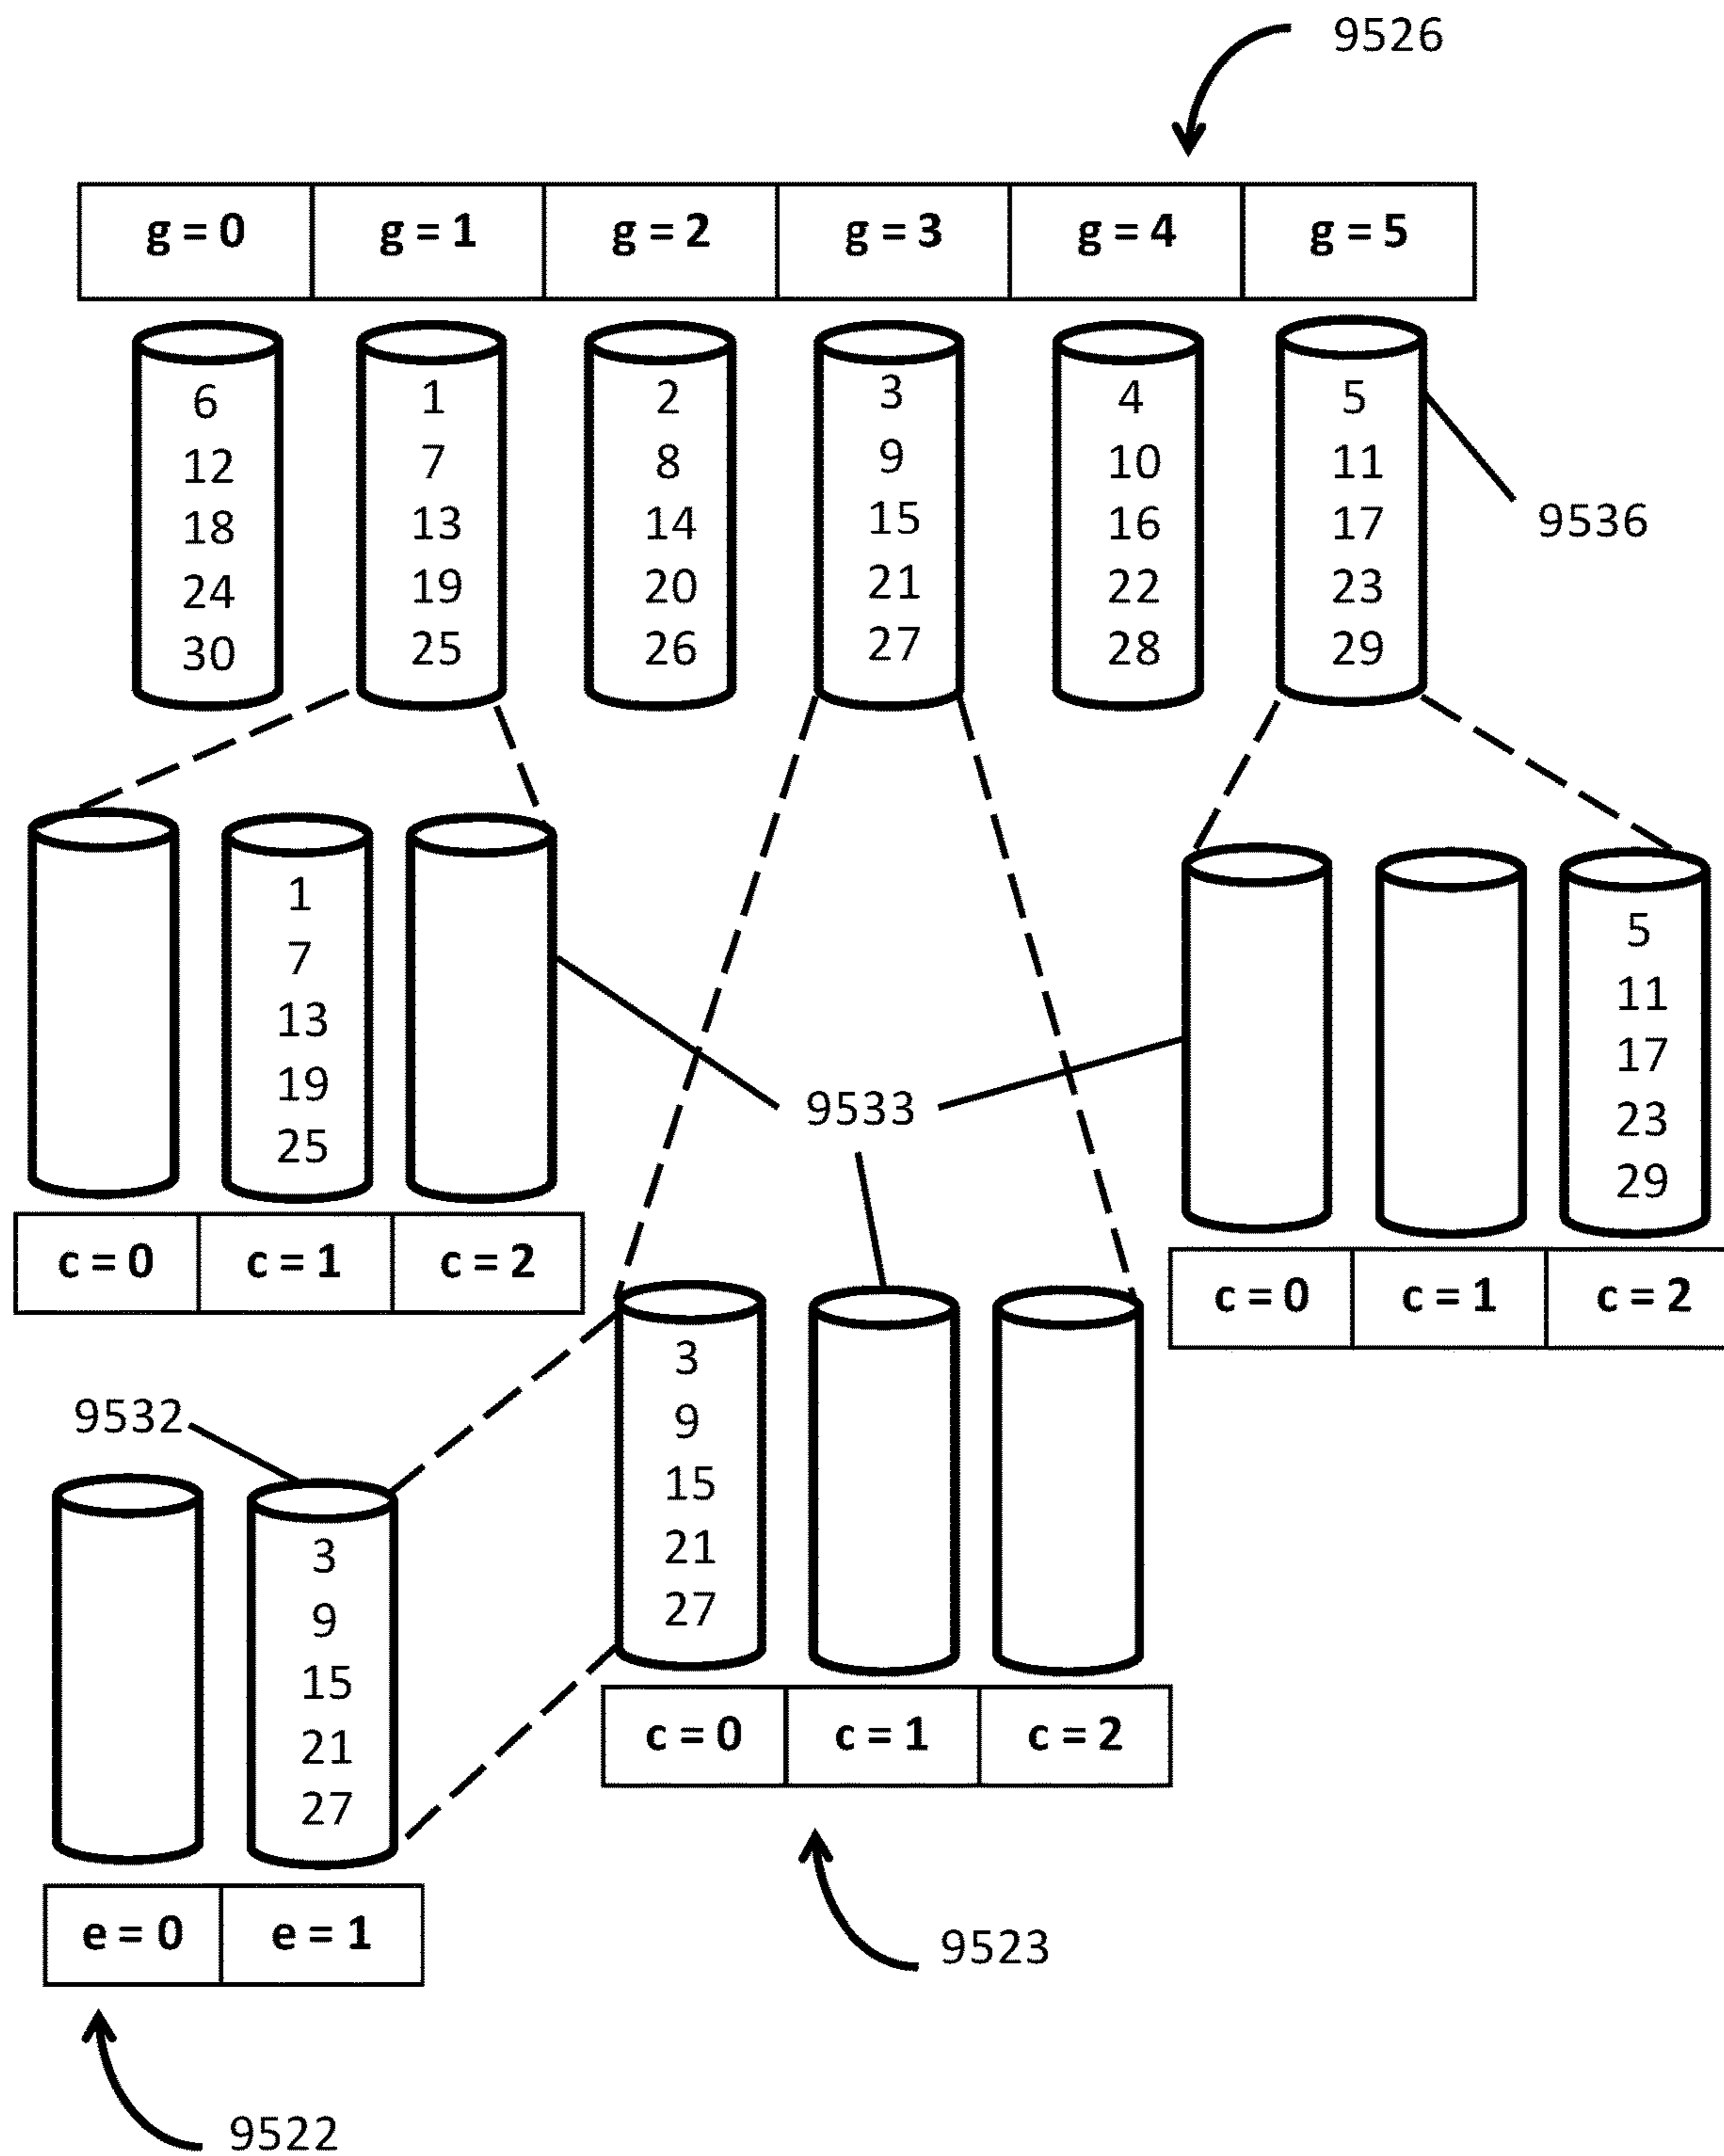 9526
g = 0 g = 1 g = 2 g = 3 g = 4 g = 5
6 1 2 3 4 5
12 7 8 9 10 11
18 13 14 15 16 17
24 19 20 21 22 23
30 25 26 27 28 29
9536
1
7
13
19
25
c = 0 c = 1 c = 2
9533
5
11
17
23
29
c = 0 c = 1 c = 2
3
9
15
21
27
c = 0 c = 1 c = 2
9523
9532
3
9
15
21
27
e = 0 e = 1
9522